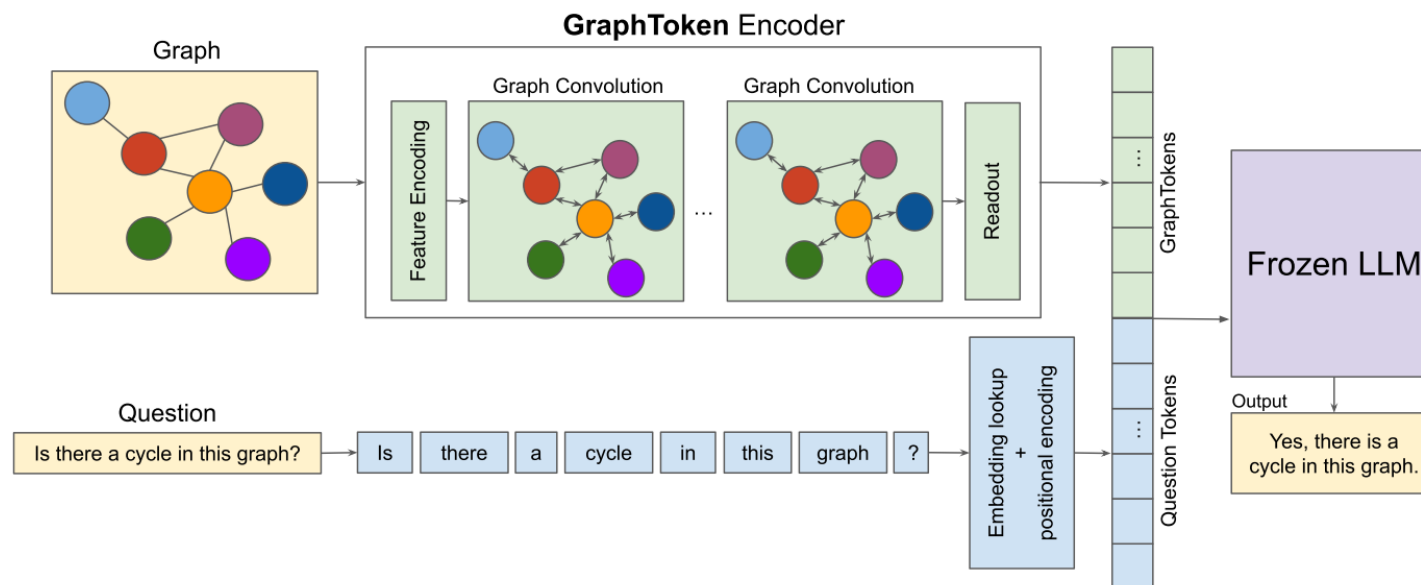 GraphToken Encoder
Graph
Graph Convolution
Graph Convolution
Feature Encoding
...
Readout
...
GraphTokens
Frozen LLM
Question
Is there a cycle in this graph?
Is
there
a
cycle
in
this
graph
?
Embedding lookup
+
positional encoding
...
Question Tokens
Output
Yes, there is a
cycle in this graph.